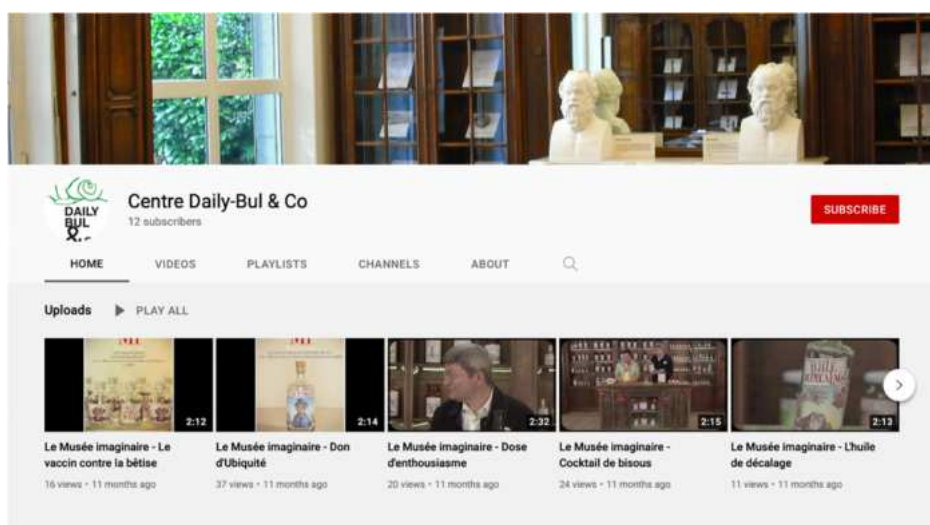 DAILY
BUL
&
Centre Daily-Bul & Co
12 subscribers
SUBSCRIBE
HOME VIDEOS PLAYLISTS CHANNELS ABOUT
Uploads PLAY ALL
2:12 2:14 2:32 2:15 2:13
Le Musée imaginaire - Le
vaccin contre la bêtise
16 views • 11 months ago
Le Musée imaginaire - Don
d'Ubiquité
37 views • 11 months ago
Le Musée imaginaire - Dose
d'enthousiasme
20 views • 11 months ago
Le Musée imaginaire -
Cocktail de bisous
24 views • 11 months ago
Le Musée imaginaire - L'huile
de décalage
11 views • 11 months ago